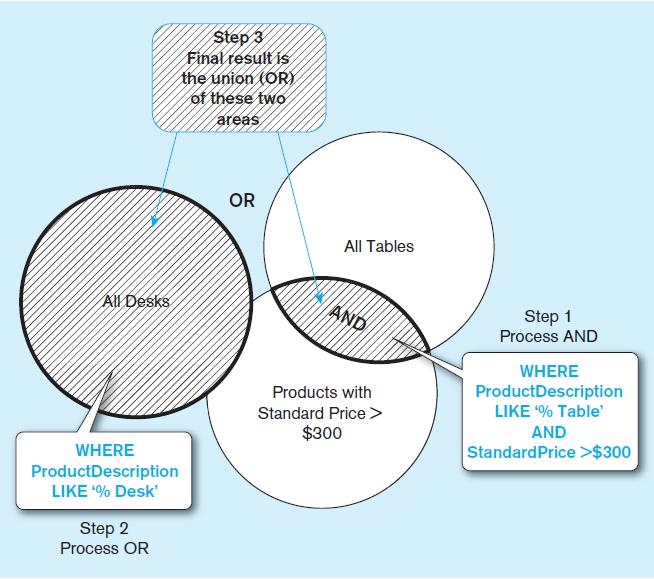 Step 3
Final result is
the union (OR)
of these two
areas
OR
All Tables
All Desks
AND
Step 1
Process AND
WHERE
ProductDescription
LIKE ‘% Table’
AND
StandardPrice >$300
Products with
Standard Price >
$300
WHERE
ProductDescription
LIKE ‘% Desk’
Step 2
Process OR